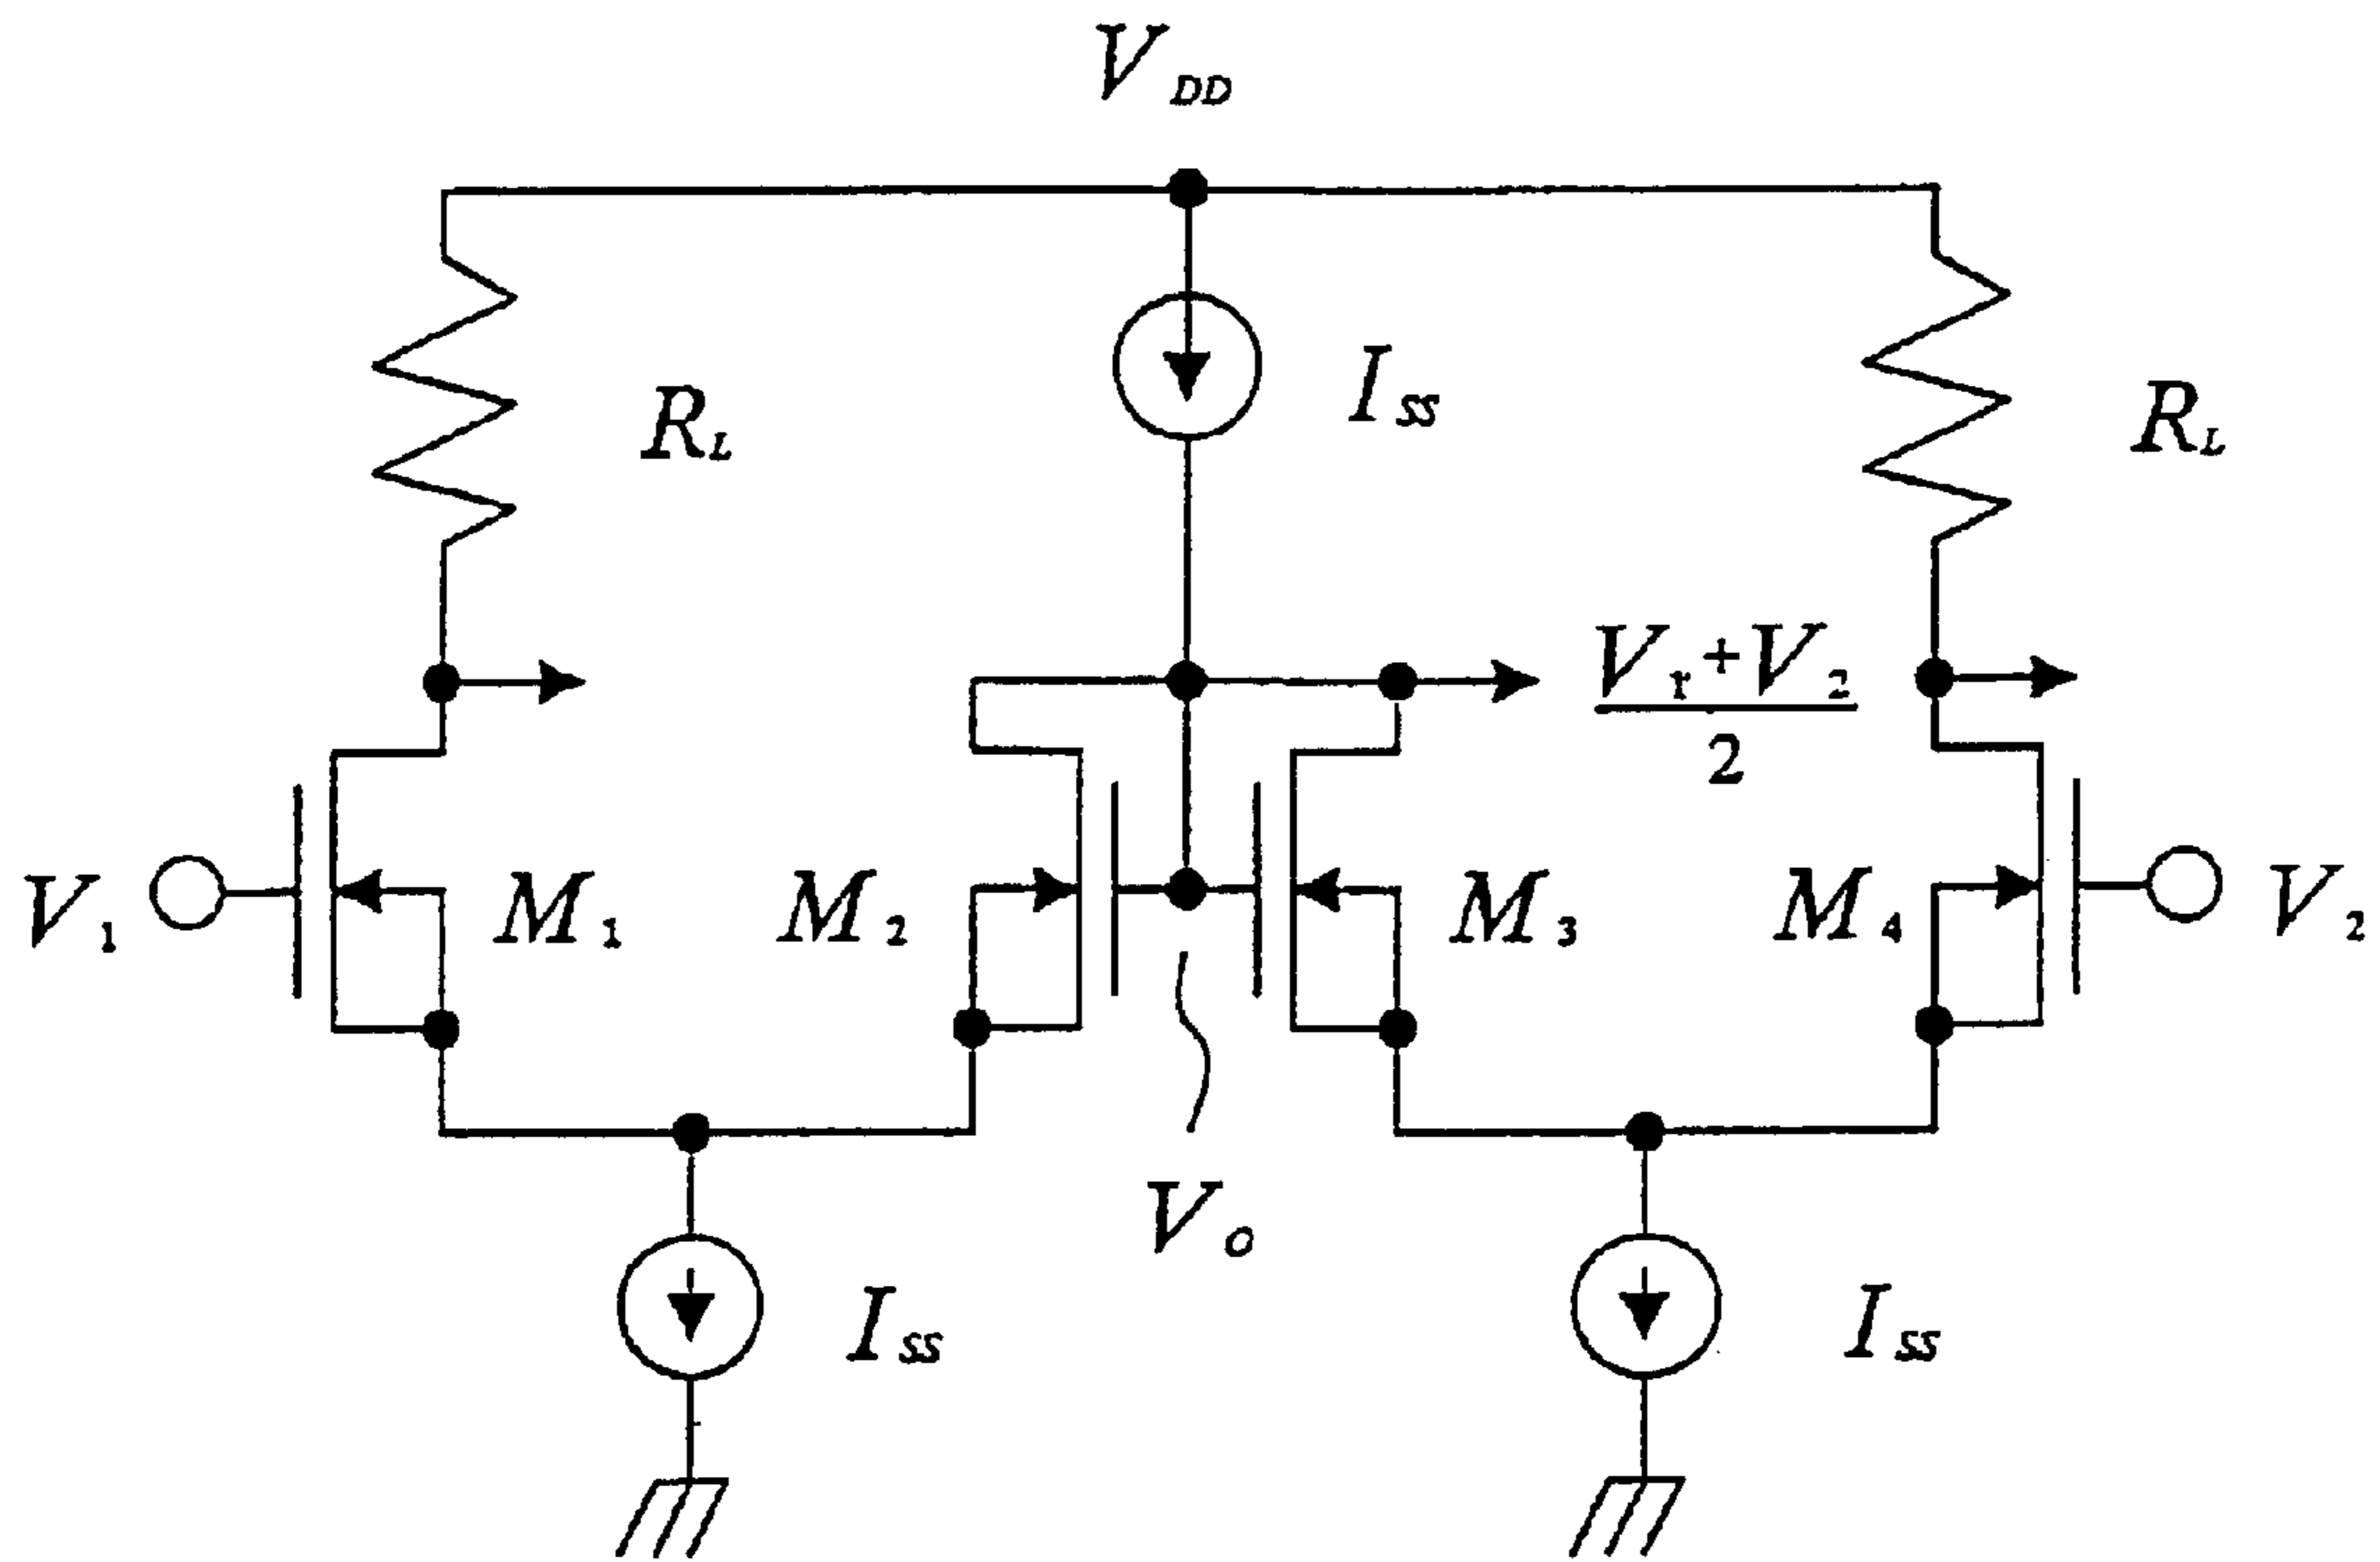 V_DD
I_SS
R_L
R_L
V_1+V_2
2
V_1
M_1
M_2
M_3
M_4
V_2
V_O
I_SS
I_SS